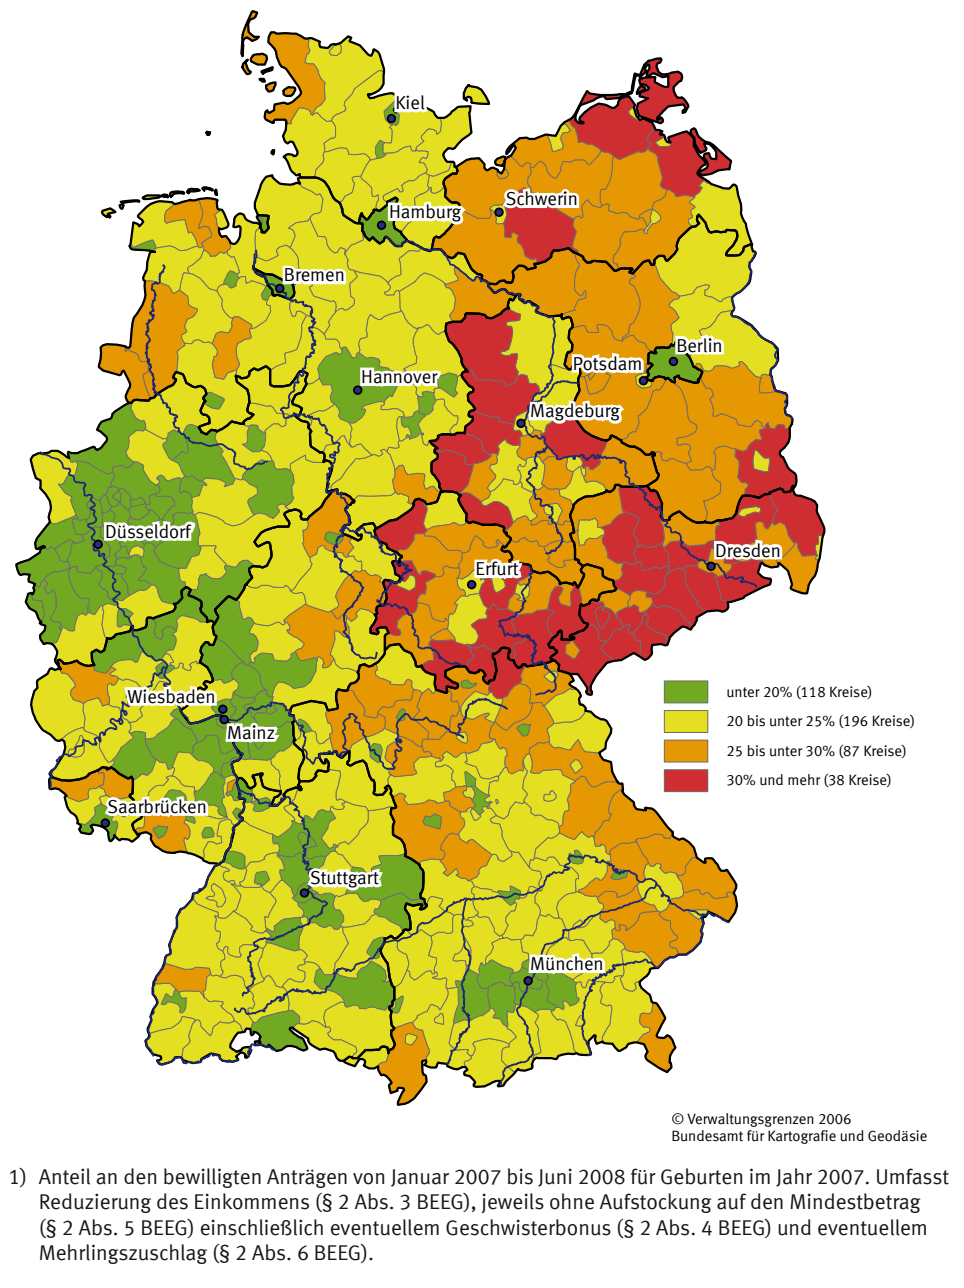 Kiel
Schwerin
Hamburg
Bremen
Berlin
Potsdam
Hannover
Magdeburg
Düsseldorf
Dresden
Erfurt
Wiesbaden
Mainz
unter 20% (118 Kreise)
20 bis unter 25% (196 Kreise)
25 bis unter 30% (87 Kreise)
30% und mehr (38 Kreise)
Saarbrücken
Stuttgart
München
© Verwaltungsgrenzen 2006
Bundesamt für Kartografie und Geodäsie
1) Anteil an den bewilligten Anträgen von Januar 2007 bis Juni 2008 für Geburten im Jahr 2007. Umfasst
Reduzierung des Einkommens (§ 2 Abs. 3 BEEG), jeweils ohne Aufstockung auf den Mindestbetrag
(§ 2 Abs. 5 BEEG) einschließlich eventuellem Geschwisterbonus (§ 2 Abs. 4 BEEG) und eventuellem
Mehrlingszuschlag (§ 2 Abs. 6 BEEG).